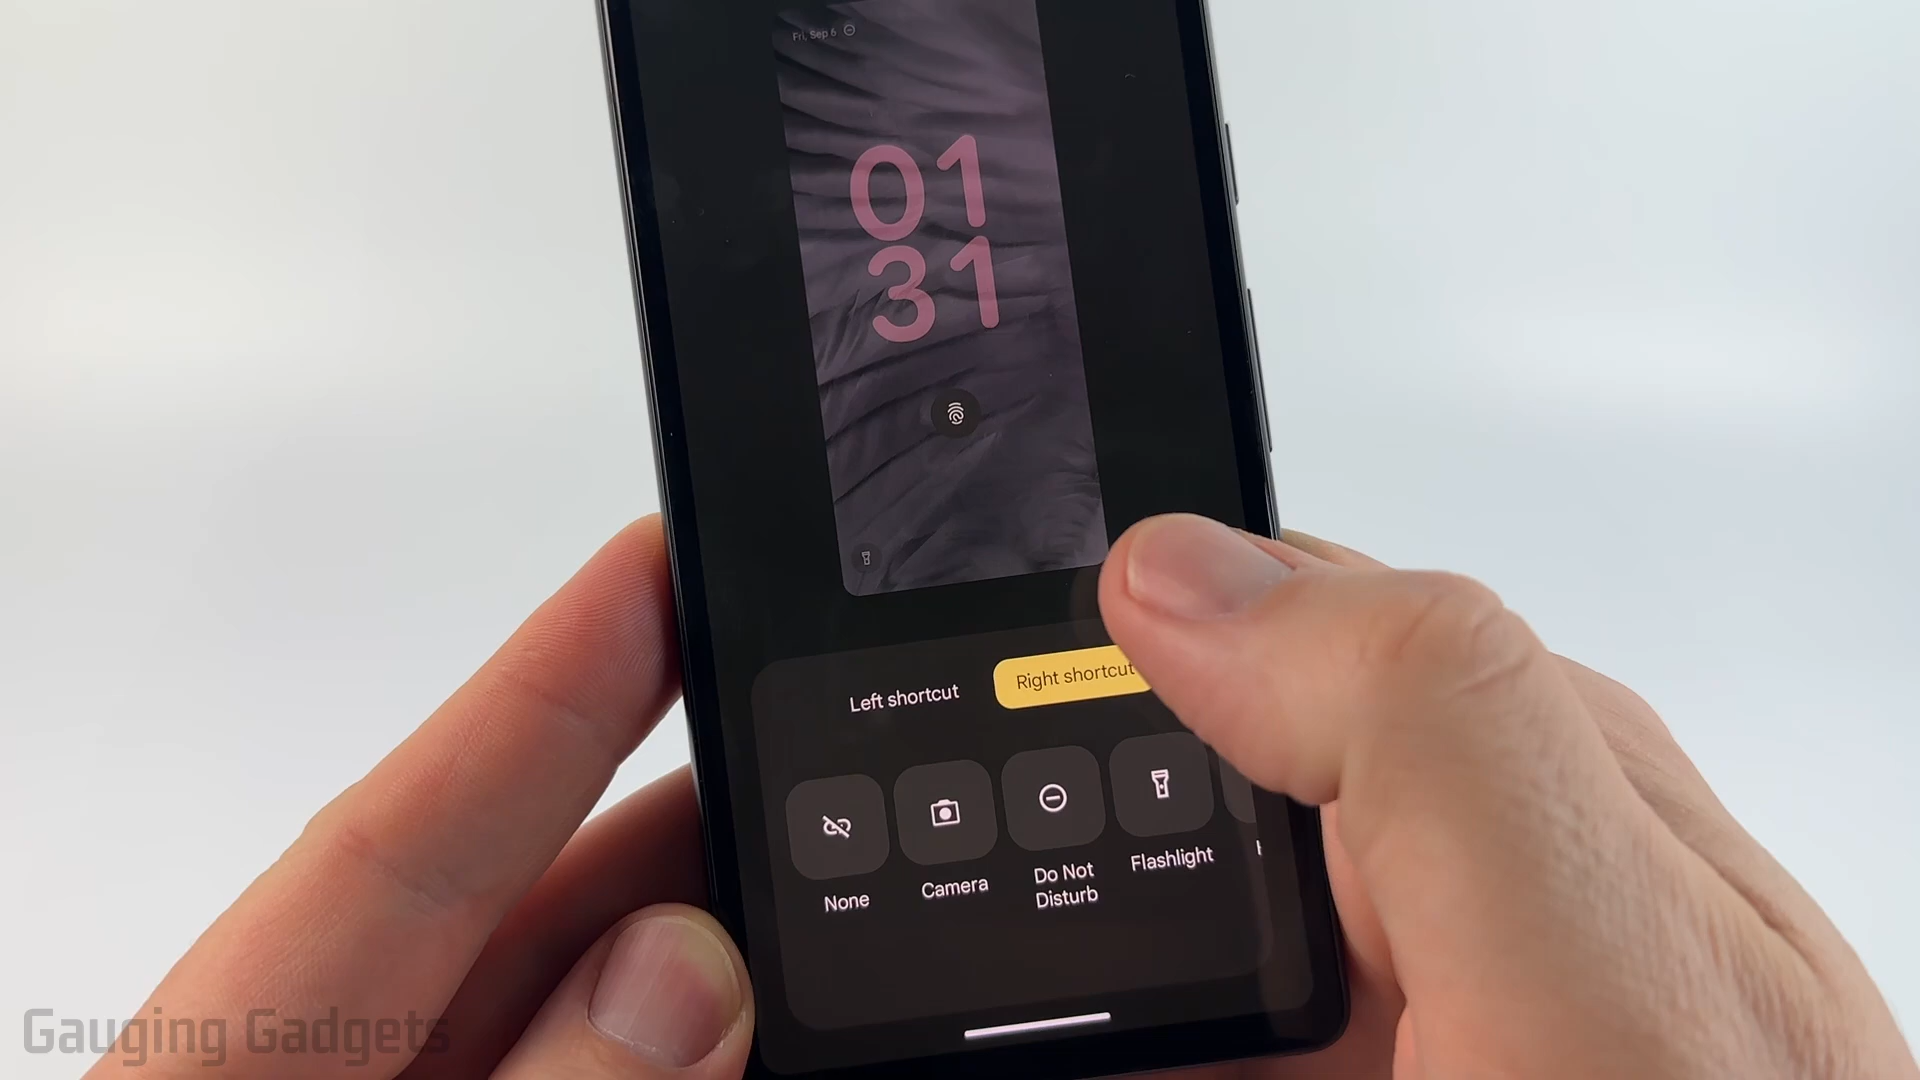 Fri, Sep 6
01
31
Left shortcut
Right shortcut
None
Camera
Do Not
Disturb
Flashlight
Gauging Gadgets